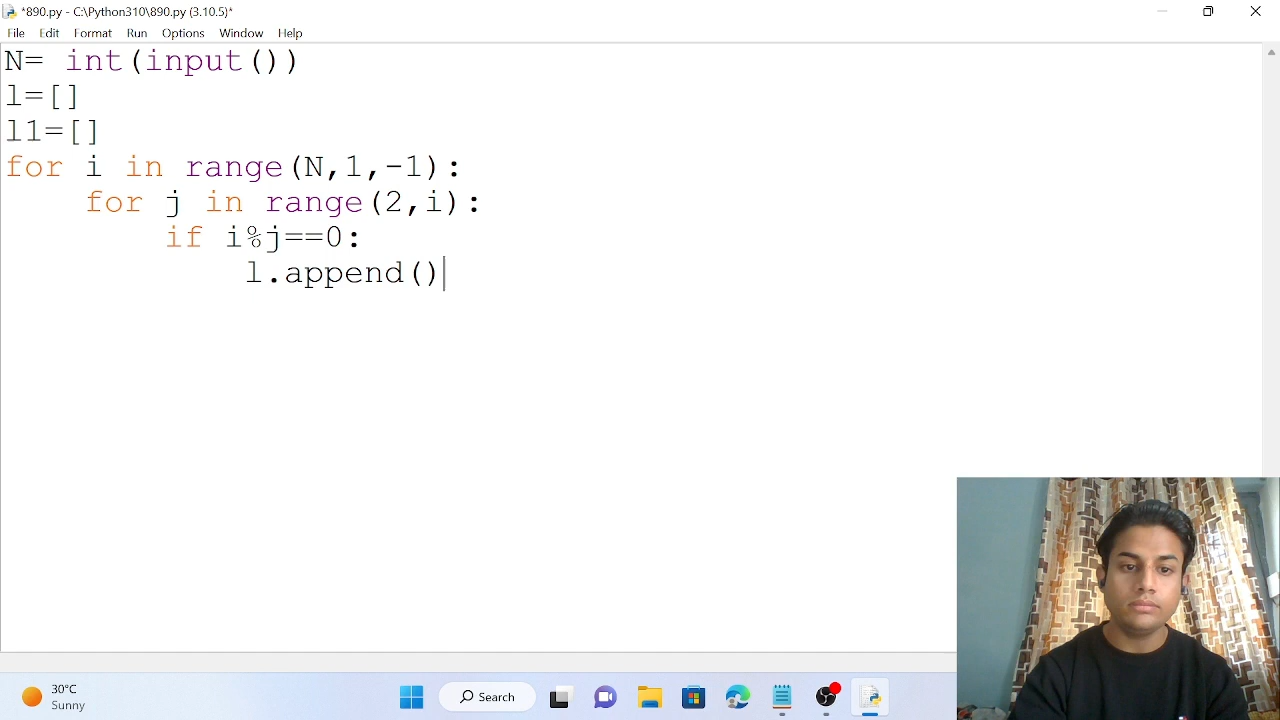 *890.py - C:\Python310\890.py (3.10.5)*
File Edit Format Run Options Window Help
N= int(input())
l=[]
l1=[]
for i in range(N,1,-1):
    for j in range(2,i):
        if i%j==0:
            l.append()
30°C
Sunny
Search